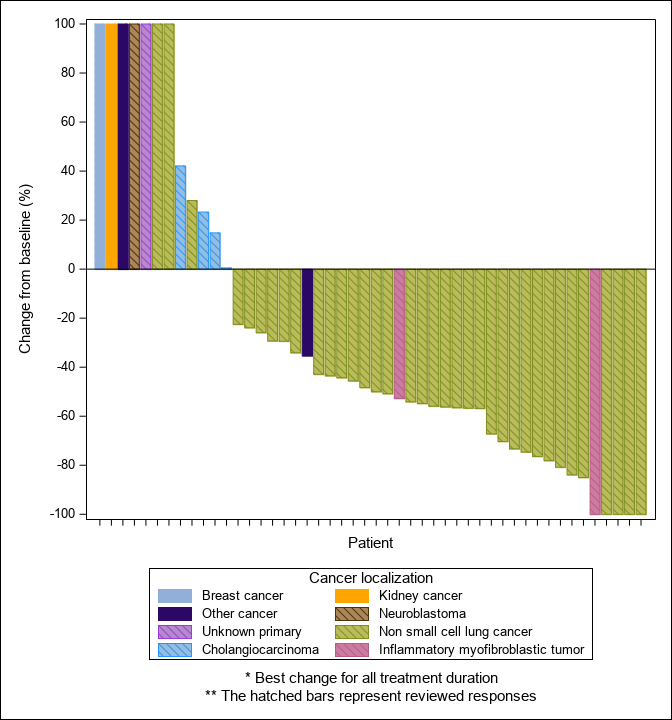 Change from baseline (%)
100
80
60
40
20
0
-20
-40
-60
-80
-100
Patient
Cancer localization
Breast cancer
Kidney cancer
Other cancer
Neuroblastoma
Unknown primary
Non small cell lung cancer
Cholangiocarcinoma
Inflammatory myofibroblastic tumor
* Best change for all treatment duration
** The hatched bars represent reviewed responses